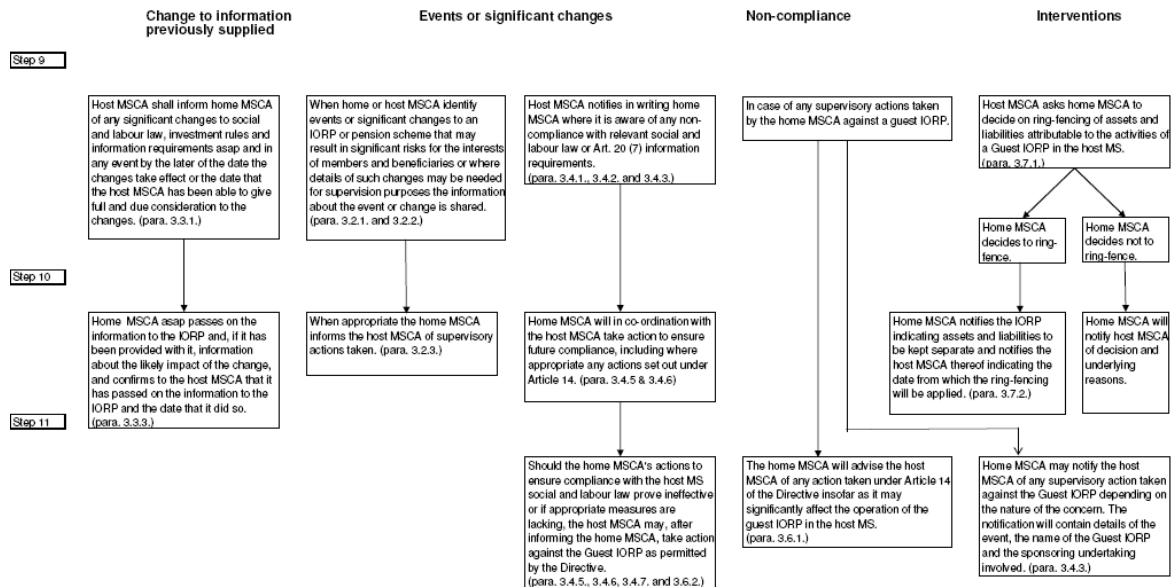 Change to information
previously supplied
Events or significant changes
Non-compliance
Interventions
Step 9
Host MSCA shall inform home MSCA
of any significant changes to social
and labour law, investment rules and
information requirements asap and in
any event by the later of the date the
changes take effect or the date that
the host MSCA has been able to give
full and due consideration to the
changes. (para. 3.3.1.)
When home or host MSCA identify
events or significant changes to an
IORP or pension scheme that may
result in significant risks for the interests
of members and beneficiaries or where
details of such changes may be needed
for supervision purposes the information
about the event or change is shared.
(para. 3.2.1. and 3.2.2.)
Host MSCA notifies in writing home
MSCA where it is aware of any non-
compliance with relevant social and
labour law or Art. 20 (7) information
requirements.
(para. 3.4.1., 3.4.2. and 3.4.3.)
In case of any supervisory actions taken
by the home MSCA against a guest IORP.
Host MSCA asks home MSCA to
decide on ring-fencing of assets and
liabilities attributable to the activities of
a Guest IORP in the host MS.
(para. 3.7.1.)
Home MSCA
decides to ring-
fence.
Home MSCA
decides not to
ring-fence.
Step 10
Home MSCA asap passes on the
information to the IORP and, if it has
been provided with it, information
about the likely impact of the change,
and confirms to the host MSCA that it
has passed on the information to the
IORP and the date that it did so.
(para. 3.3.3.)
When appropriate the home MSCA
informs the host MSCA of supervisory
actions taken. (para. 3.2.3.)
Home MSCA will in co-ordination with
the host MSCA take action to ensure
future compliance, including where
appropriate any actions set out under
Article 14. (para. 3.4.5 & 3.4.6)
Home MSCA notifies the IORP
indicating assets and liabilities to
be kept separate and notifies the
host MSCA thereof indicating the
date from which the ring-fencing
will be applied. (para. 3.7.2.)
Home MSCA will
notify host MSCA
of decision and
underlying
reasons.
Step 11
Should the home MSCA's actions to
ensure compliance with the host MS
social and labour law prove ineffective
or if appropriate measures are
lacking, the host MSCA may, after
informing the home MSCA, take action
against the Guest IORP as permitted
by the Directive.
(para. 3.4.5., 3.4.6, 3.4.7. and 3.6.2.)
The home MSCA will advise the host
MSCA of any action taken under Article 14
of the Directive insofar as it may
significantly affect the operation of the
guest IORP in the host MS.
(para. 3.6.1.)
Home MSCA may notify the host
MSCA of any supervisory action taken
against the Guest IORP depending on
the nature of the concern. The
notification will contain details of the
event, the name of the Guest IORP
and the sponsoring undertaking
involved. (para. 3.4.3.)